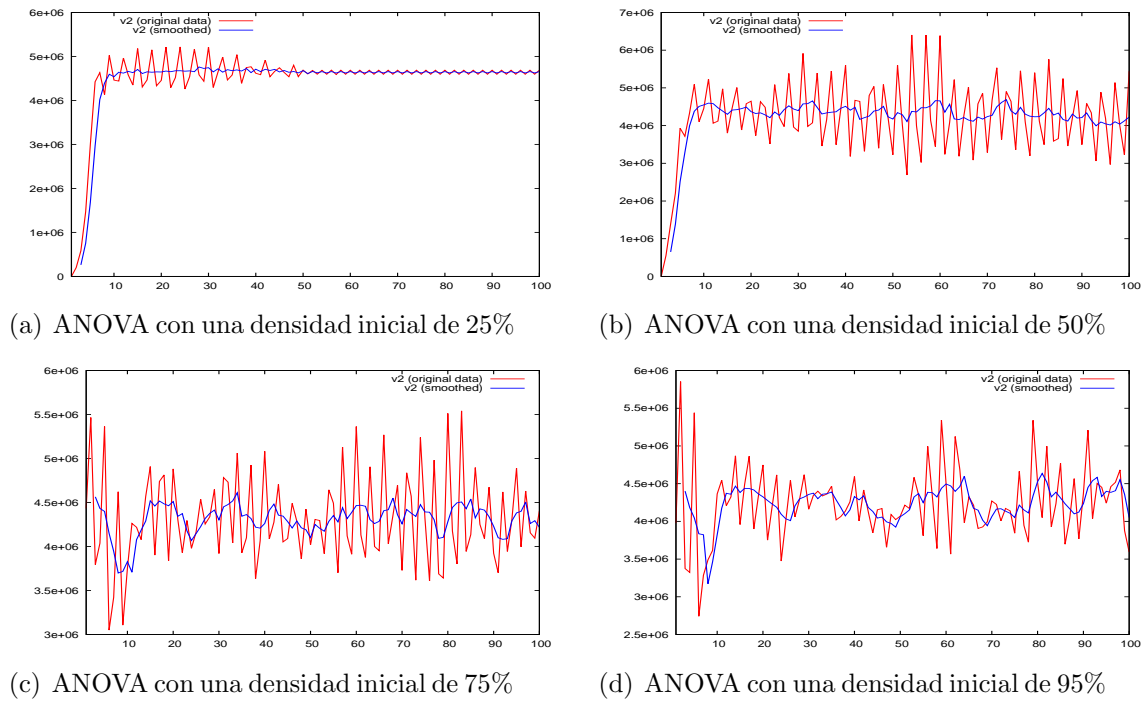 6e+06
5e+06
4e+06
3e+06
2e+06
1e+06
0
v2 (original data)
v2 (smoothed)
10 20 30 40 50 60 70 80 90 100
(a) ANOVA con una densidad inicial de 25%
7e+06
6e+06
5e+06
4e+06
3e+06
2e+06
1e+06
0
v2 (original data)
v2 (smoothed)
10 20 30 40 50 60 70 80 90 100
(b) ANOVA con una densidad inicial de 50%
6e+06
5.5e+06
5e+06
4.5e+06
4e+06
3.5e+06
3e+06
v2 (original data)
v2 (smoothed)
10 20 30 40 50 60 70 80 90 100
(c) ANOVA con una densidad inicial de 75%
6e+06
5.5e+06
5e+06
4.5e+06
4e+06
3.5e+06
3e+06
2.5e+06
v2 (original data)
v2 (smoothed)
10 20 30 40 50 60 70 80 90 100
(d) ANOVA con una densidad inicial de 95%